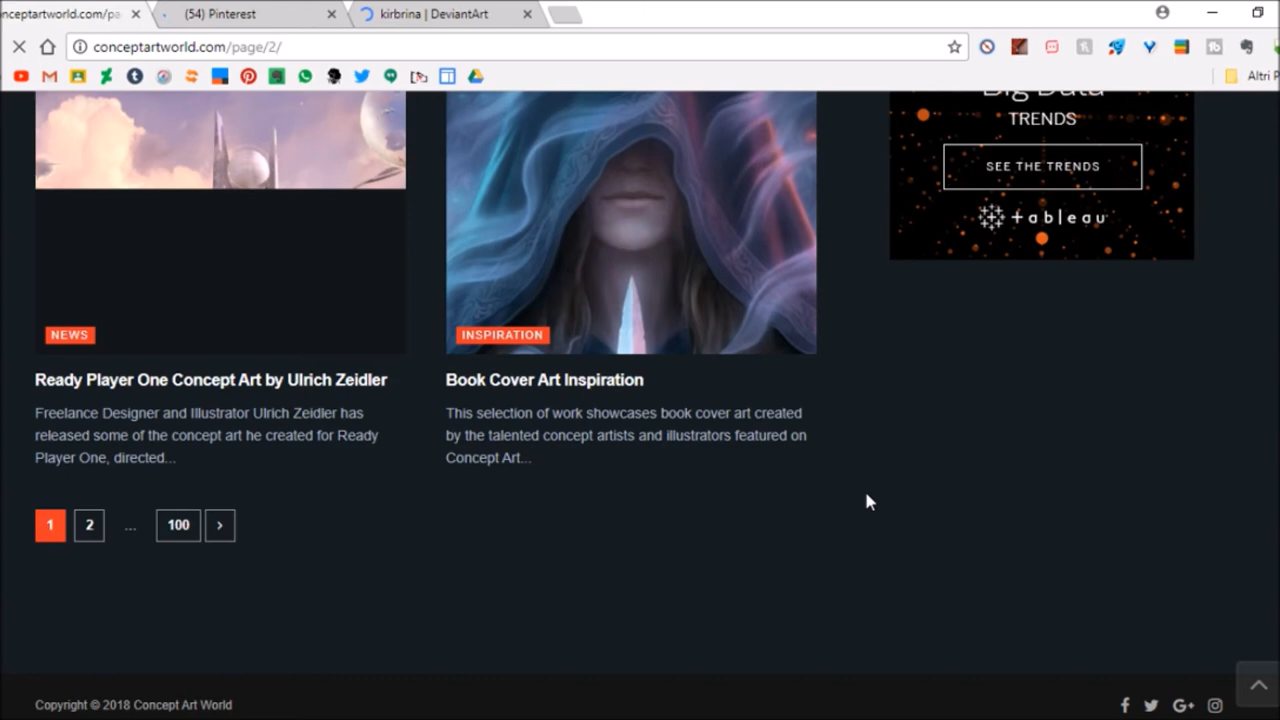 nceptartworld.com/pa
(54) Pinterest
kirbrina | DeviantArt
conceptartworld.com/page/2/
Altri P
Big Data
TRENDS
SEE THE TRENDS
+ableau
NEWS
INSPIRATION
Ready Player One Concept Art by Ulrich Zeidler
Freelance Designer and Illustrator Ulrich Zeidler has
released some of the concept art he created for Ready
Player One, directed...
Book Cover Art Inspiration
This selection of work showcases book cover art created
by the talented concept artists and illustrators featured on
Concept Art...
1 2 ... 100 >
Copyright © 2018 Concept Art World